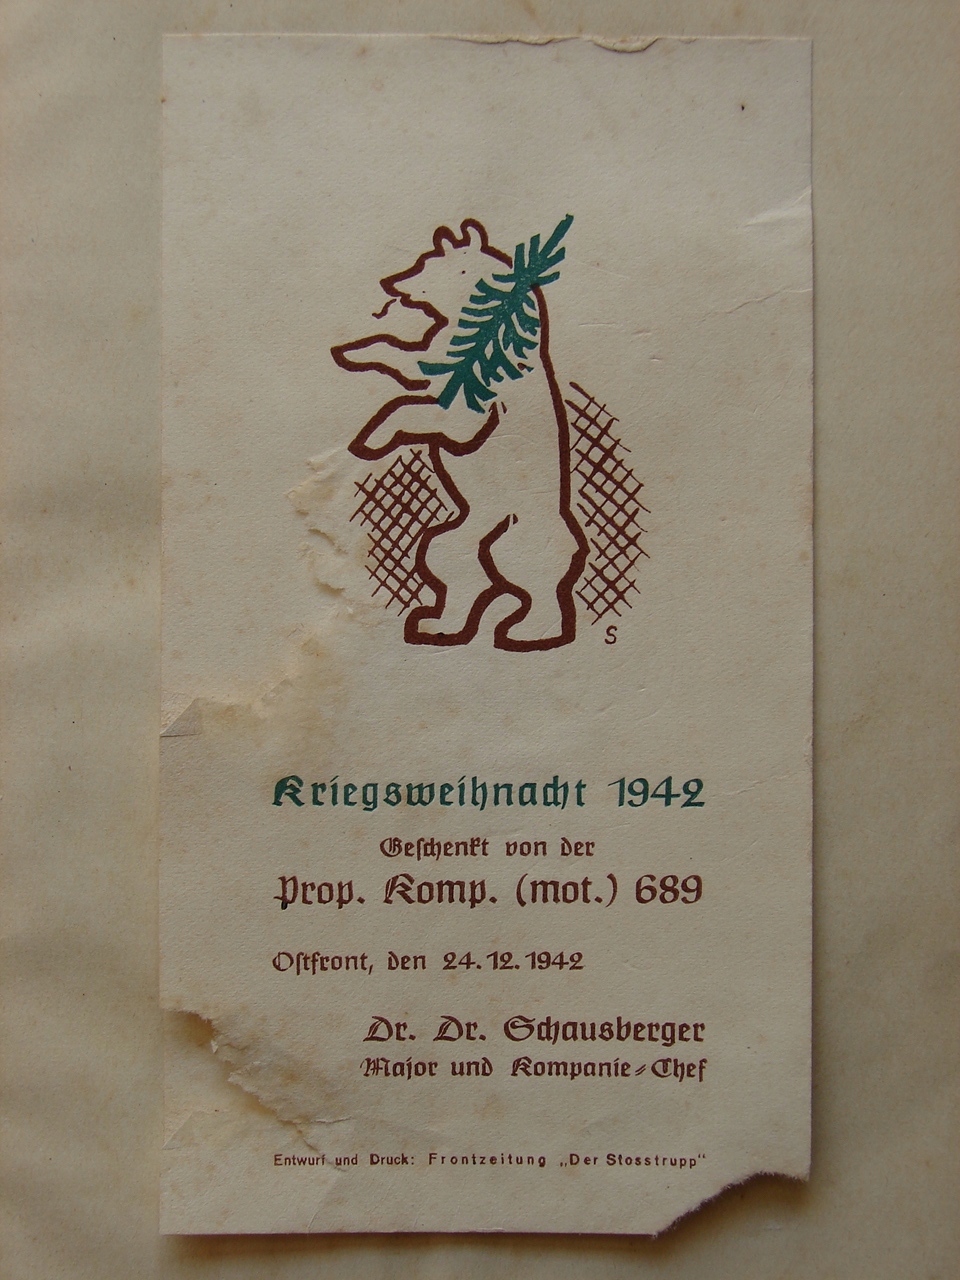 S
Kriegsweihnacht 1942
Geschenkt von der
Prop. Komp. (mot.) 689
Ostfront, den 24.12.1942
Dr. Dr. Schausberger
Major und Kompanie-Chef
Entwurf und Druck: Frontzeitung „Der Stosstrupp“